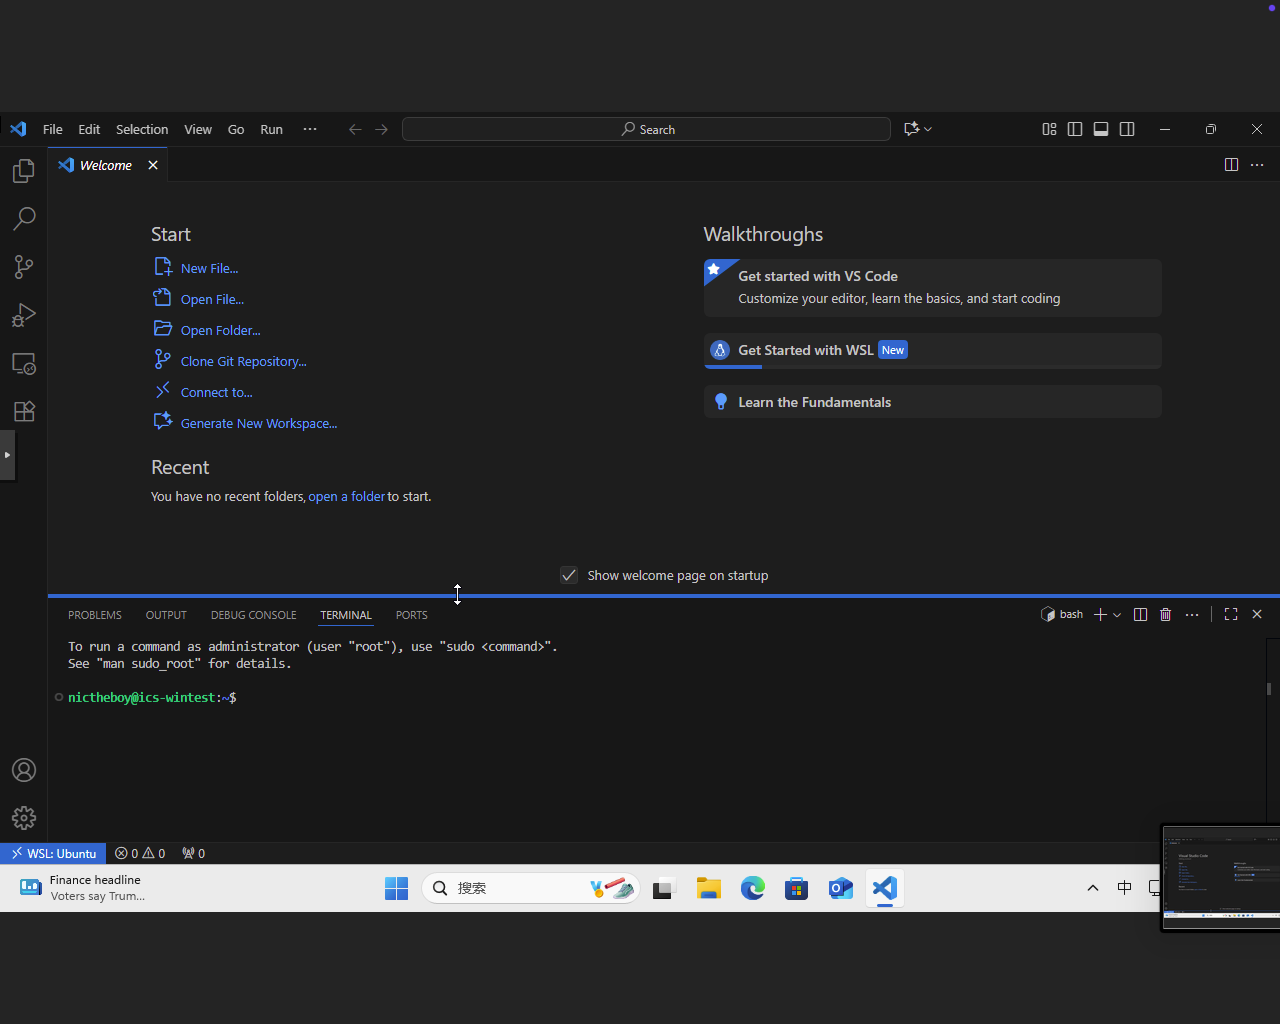 File Edit Selection View Go Run ... Search
Welcome
Start
New File...
Open File...
Open Folder...
Clone Git Repository...
Connect to...
Generate New Workspace...
Recent
You have no recent folders, open a folder to start.
Walkthroughs
Get started with VS Code
Customize your editor, learn the basics, and start coding
Get Started with WSL New
Learn the Fundamentals
Show welcome page on startup
PROBLEMS OUTPUT DEBUG CONSOLE TERMINAL PORTS bash
To run a command as administrator (user "root"), use "sudo <command>".
See "man sudo_root" for details.
nictheboy@ics-wintest:~$
WSL: Ubuntu 0 0 0
Finance headline
Voters say Trum...
搜索
中